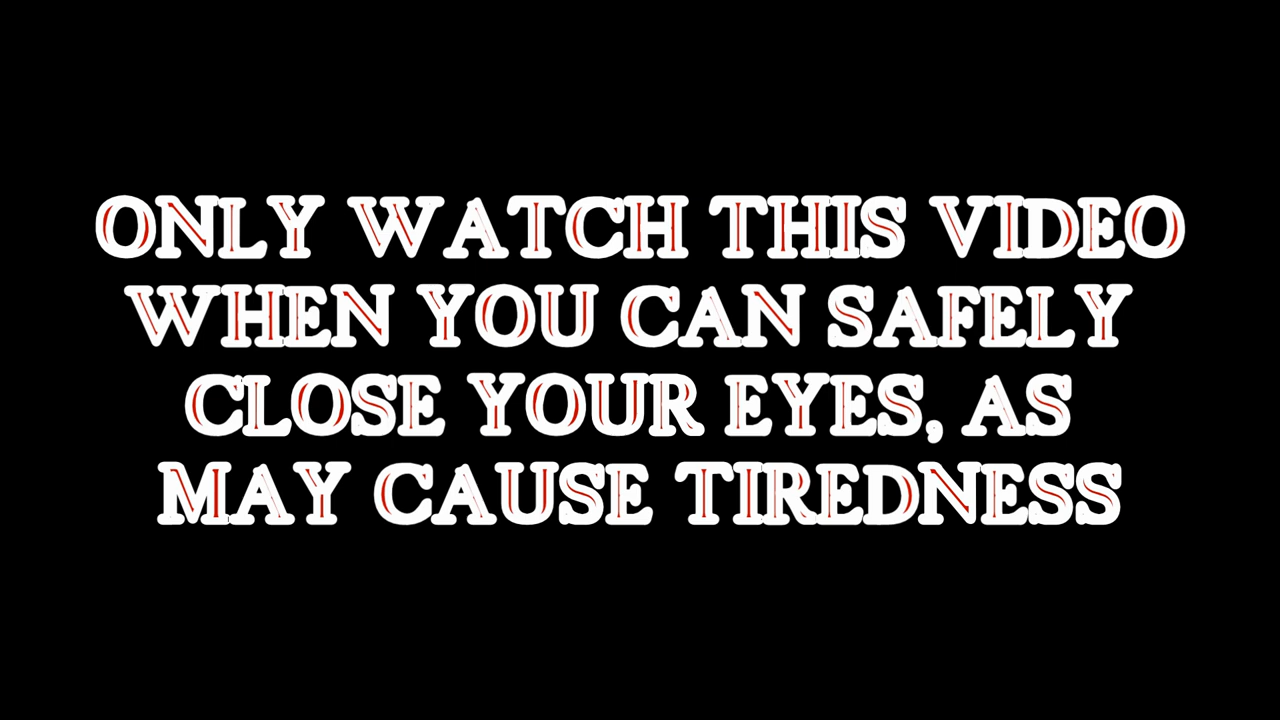 ONLY WATCH THIS VIDEO
WHEN YOU CAN SAFELY
CLOSE YOUR EYES, AS
MAY CAUSE TIREDNESS